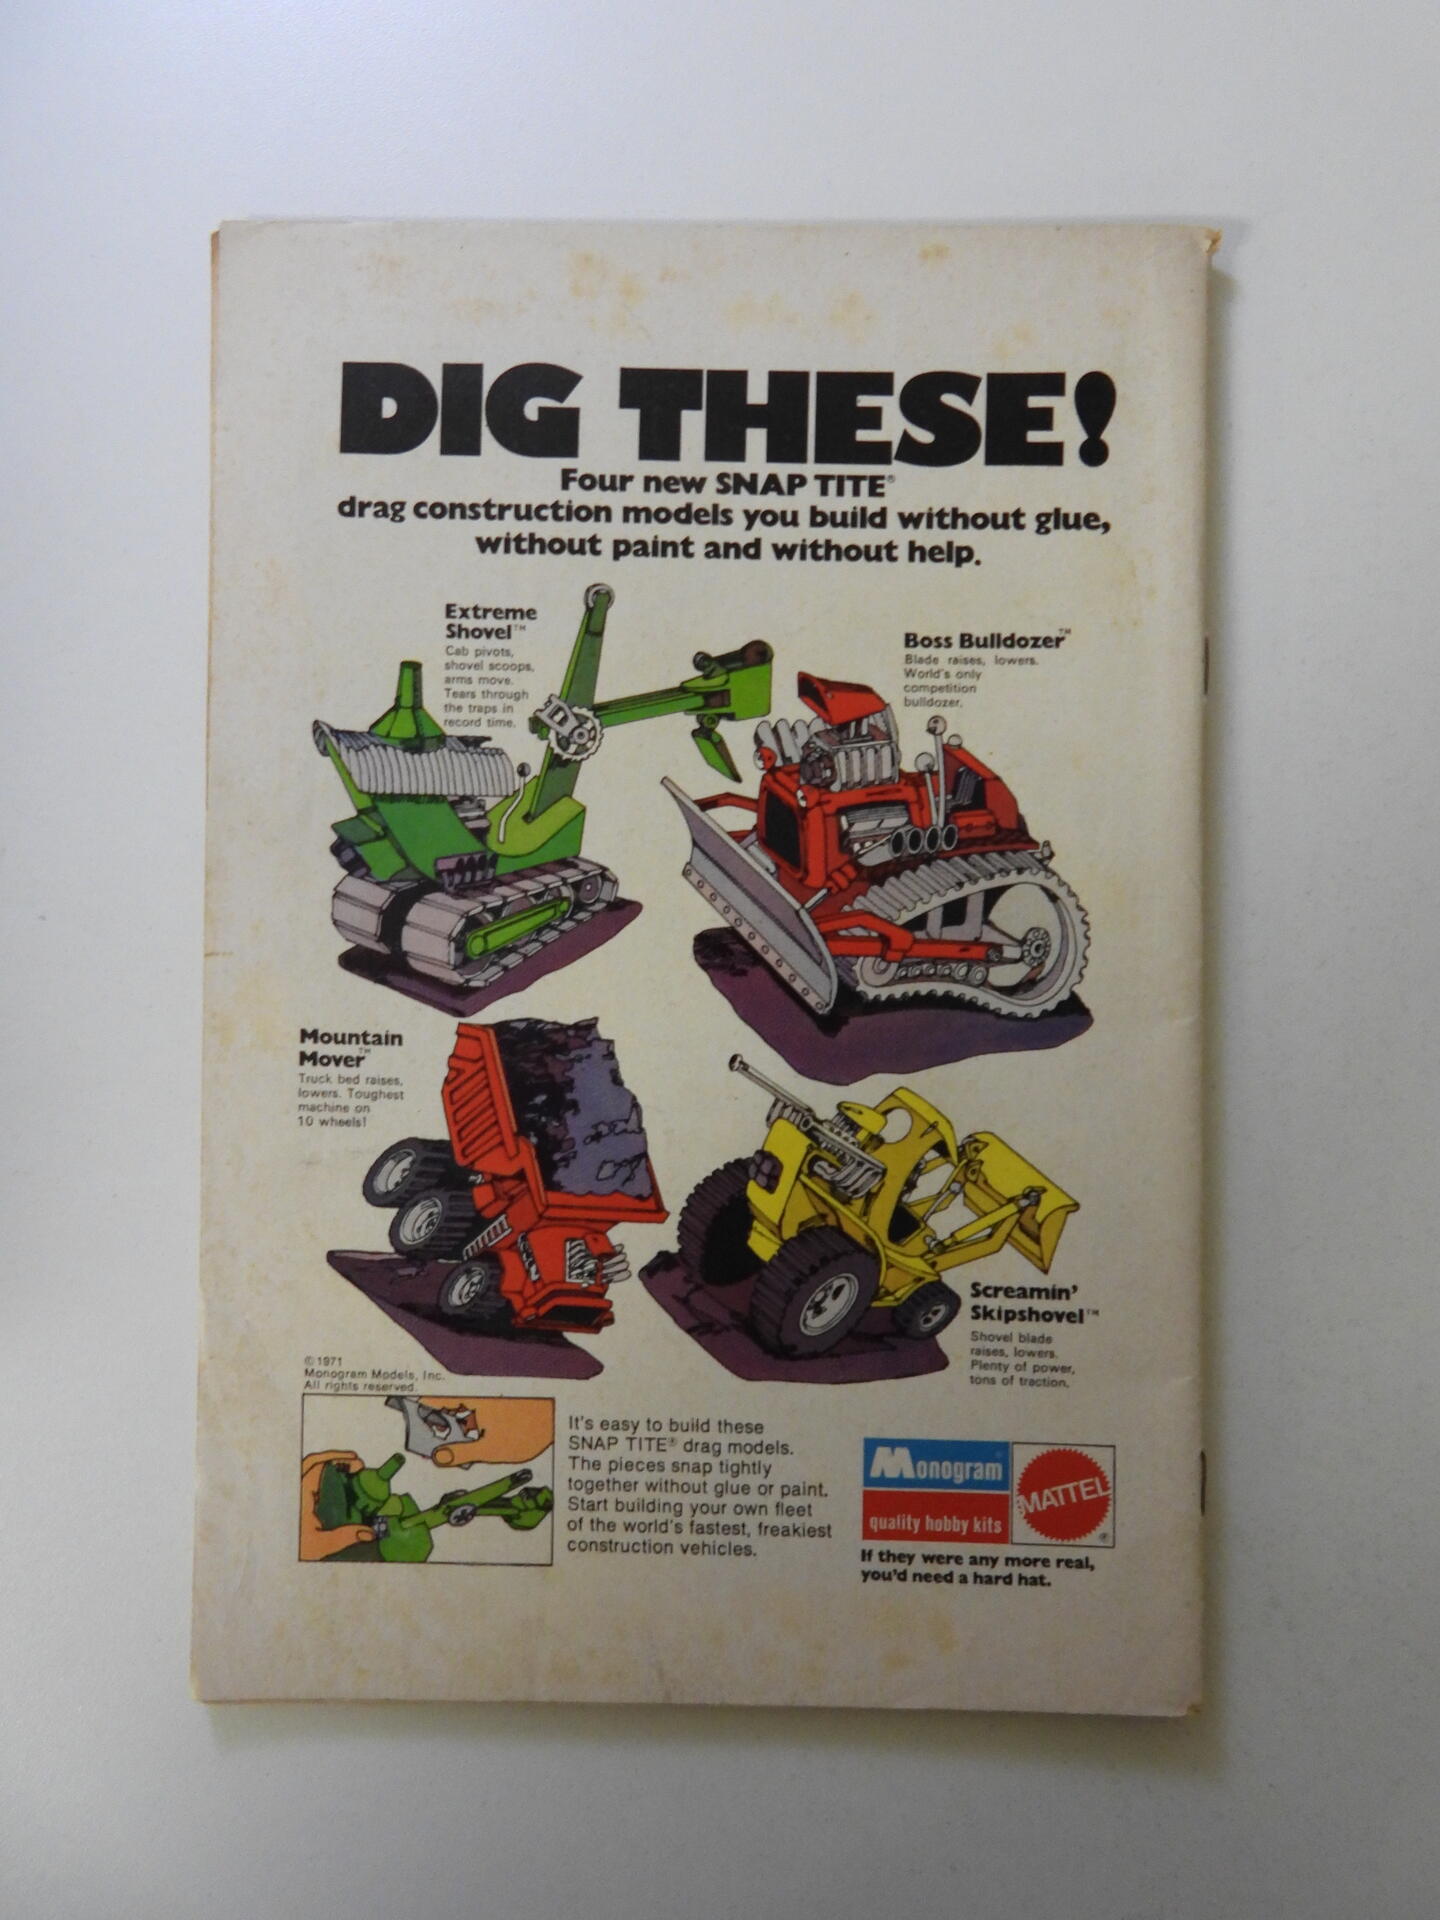 DIG THESE!
Four new SNAP TITE®
drag construction models you build without glue,
without paint and without help.
Extreme
Shovel™
Cab pivots,
shovel scoops,
arms move.
Tears through
the traps in
record time.
Boss Bulldozer™
Blade raises, lowers.
World's only
competition
bulldozer.
Mountain
Mover™
Truck bed raises,
lowers. Toughest
machine on
10 wheels!
Screamin'
Skipshovel™
Shovel blade
raises, lowers.
Plenty of power,
tons of traction.
©1971
Monogram Models, Inc.
All rights reserved.
It's easy to build these
SNAP TITE® drag models.
The pieces snap tightly
together without glue or paint.
Start building your own fleet
of the world's fastest, freakiest
construction vehicles.
Monogram
quality hobby kits
MATTEL
®
If they were any more real,
you'd need a hard hat.